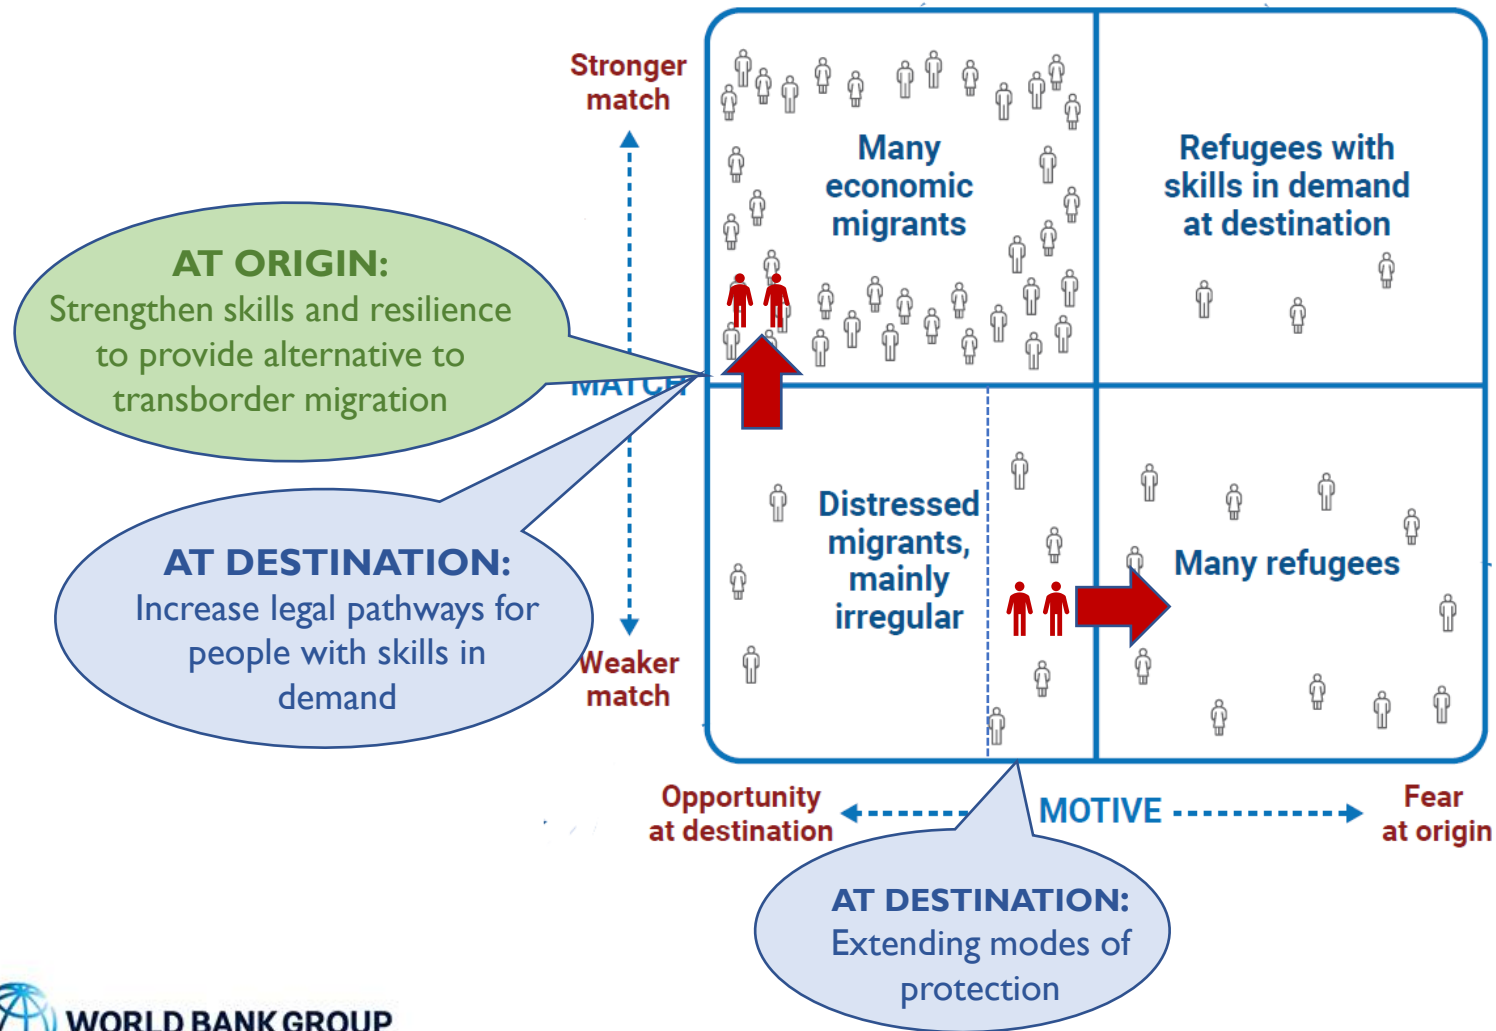 Stronger
match
Many
economic
migrants
Refugees with
skills in demand
at destination
AT ORIGIN:
Strengthen skills and resilience
to provide alternative to
transborder migration
MATCH
Distressed
migrants,
mainly
irregular
Many refugees
AT DESTINATION:
Increase legal pathways for
people with skills in
demand
Weaker
match
Opportunity
at destination
MOTIVE
Fear
at origin
AT DESTINATION:
Extending modes of
protection
WORLD BANK GROUP